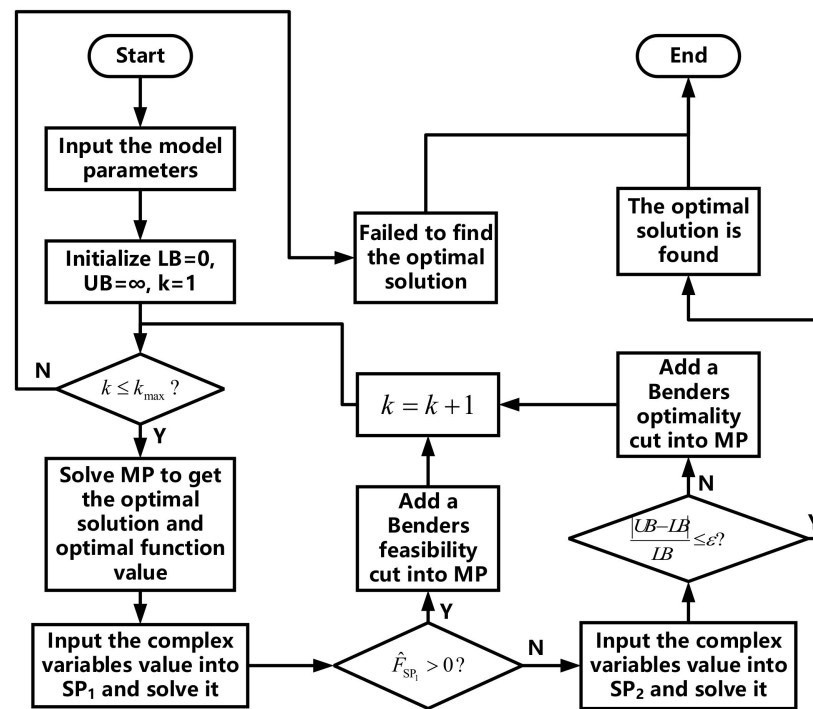 Start
Input the model
parameters
Initialize LB=0,
UB=∞, k=1
N
k ≤ k_max ?
Y
Solve MP to get
the optimal
solution and
optimal function
value
Input the complex
variables value into
SP₁ and solve it
F̂_SP₁ > 0 ?
Y
N
Add a
Benders
feasibility
cut into MP
k = k + 1
Failed to find
the optimal
solution
Input the complex
variables value into
SP₂ and solve it
|UB−LB|
LB
≤ε?
N
Y
Add a
Benders
optimality
cut into MP
The optimal
solution is
found
End